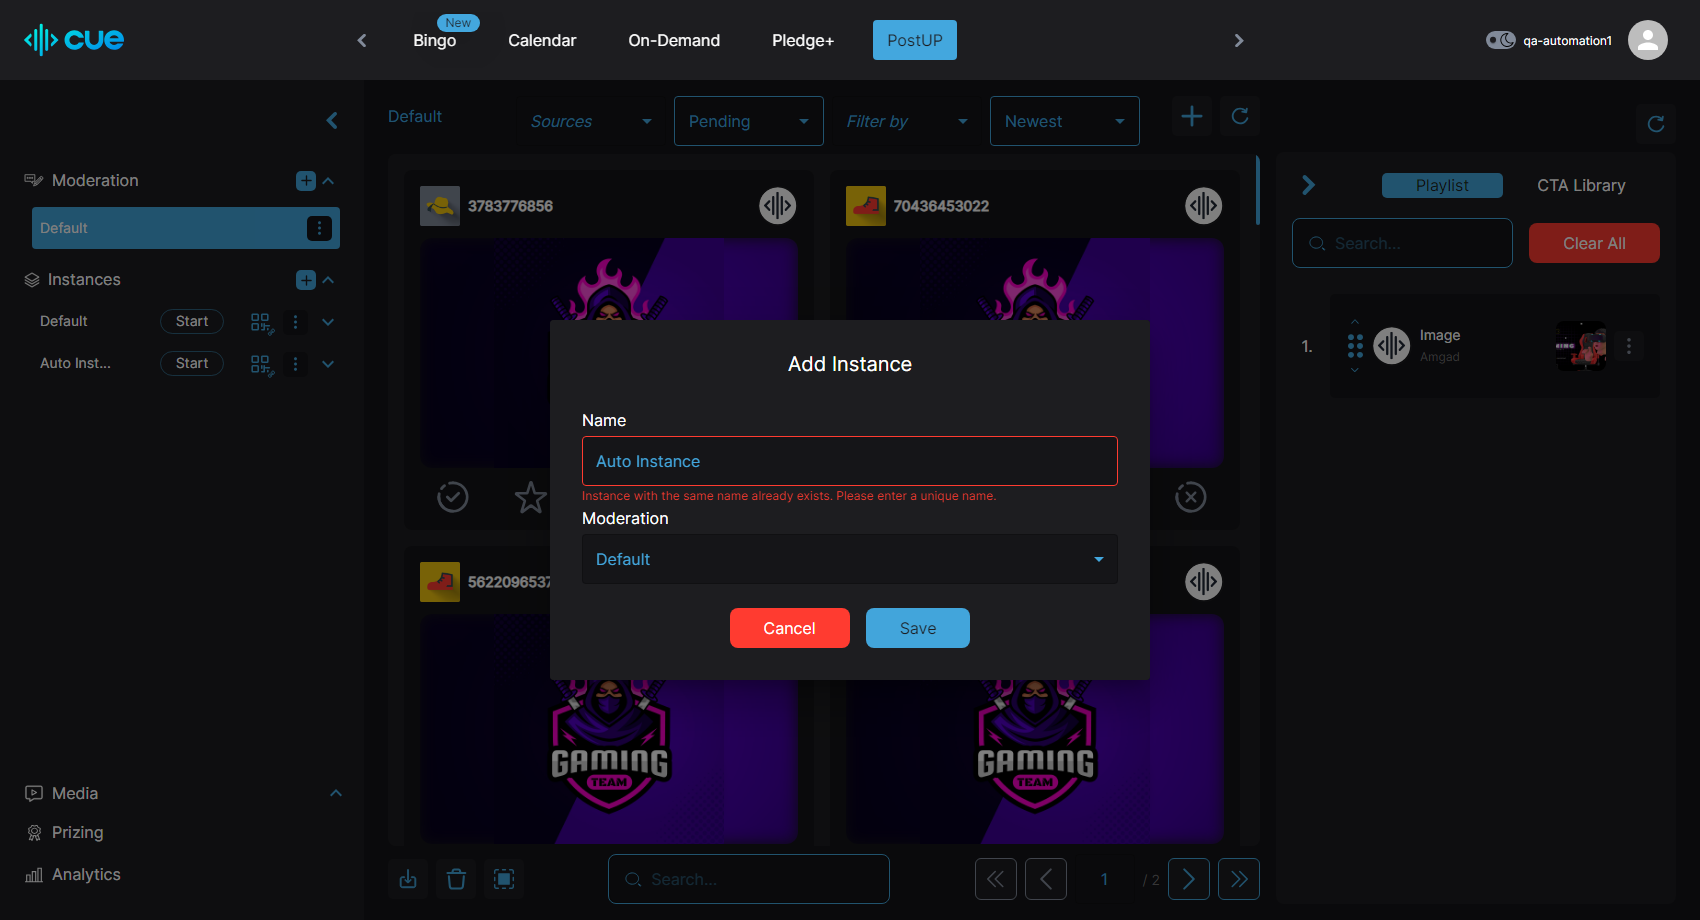 cue
New
Bingo
Calendar
On-Demand
Pledge+
PostUP
qa-automation1
Default
Sources
Pending
Filter by
Newest
Moderation
Default
Instances
Default
Start
Auto Inst...
Start
Media
Prizing
Analytics
3783776856
70436453022
5622096537
GAMING
TEAM
GAMING
TEAM
Add Instance
Name
Auto Instance
Instance with the same name already exists. Please enter a unique name.
Moderation
Default
Cancel
Save
Search...
1
/ 2
Playlist
CTA Library
Search...
Clear All
1.
Image
Amgad